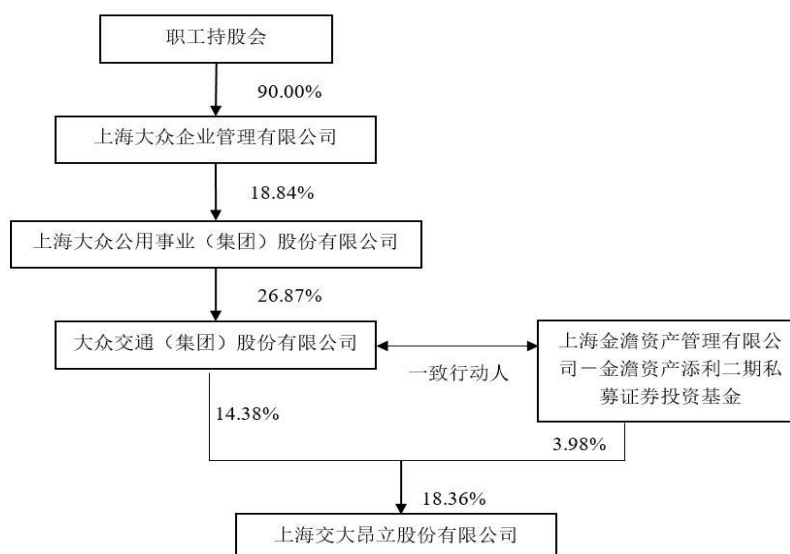 职工持股会
90.00%
上海大众企业管理有限公司
18.84%
上海大众公用事业（集团）股份有限公司
26.87%
大众交通（集团）股份有限公司
一致行动人
上海金澹资产管理有限公
司－金澹资产添利二期私
募证券投资基金
14.38%
3.98%
18.36%
上海交大昂立股份有限公司